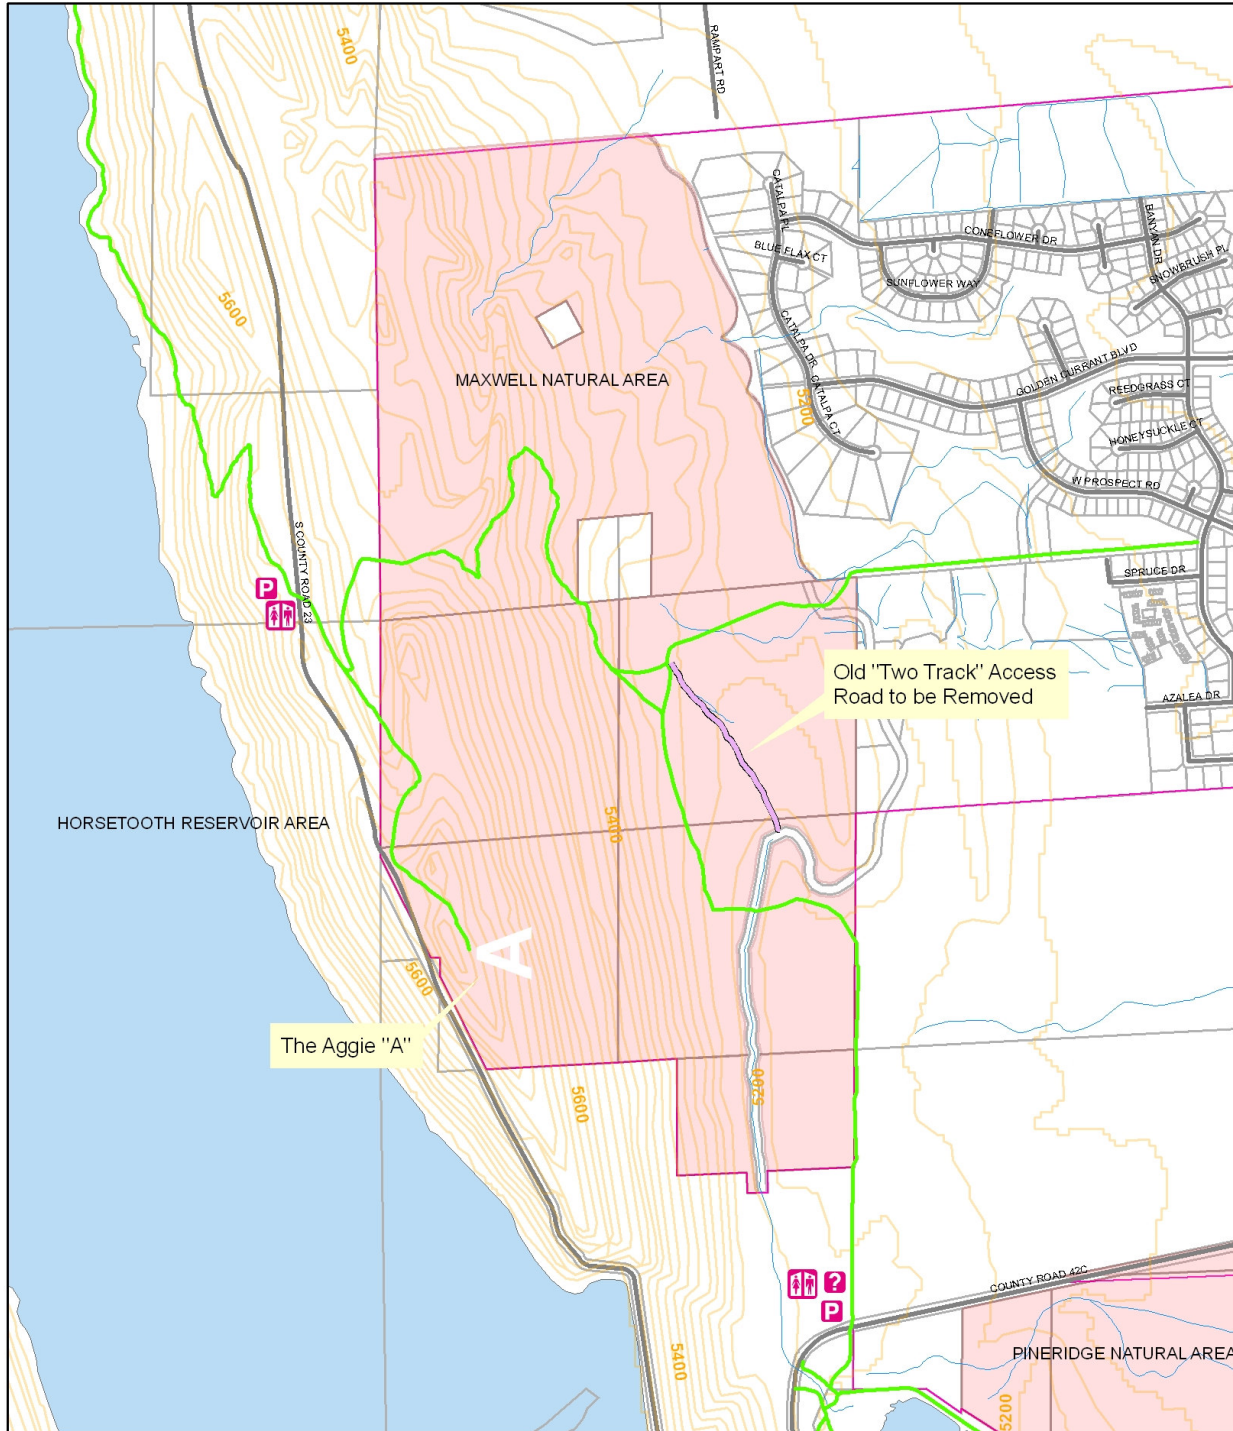 5400
RAMPART RD
CATALPA PL
CONEFLOWER DR
BANYAN DR
BLUE FLAX CT
SNOWBRUSH PL
SUNFLOWER WAY
5600
CATALPA DR
GOLDEN CURRANT BLVD
MAXWELL NATURAL AREA
REEDGRASS CT
5200
CATALPA CT
HONEYSUCKLE CT
W PROSPECT RD
S COUNTY ROAD 23
P
SPRUCE DR
Old "Two Track" Access
Road to be Removed
AZALEA DR
HORSETOOTH RESERVOIR AREA
5400
A
5600
The Aggie "A"
5600
5200
COUNTY ROAD 42C
?
P
5400
PINERIDGE NATURAL AREA
5200